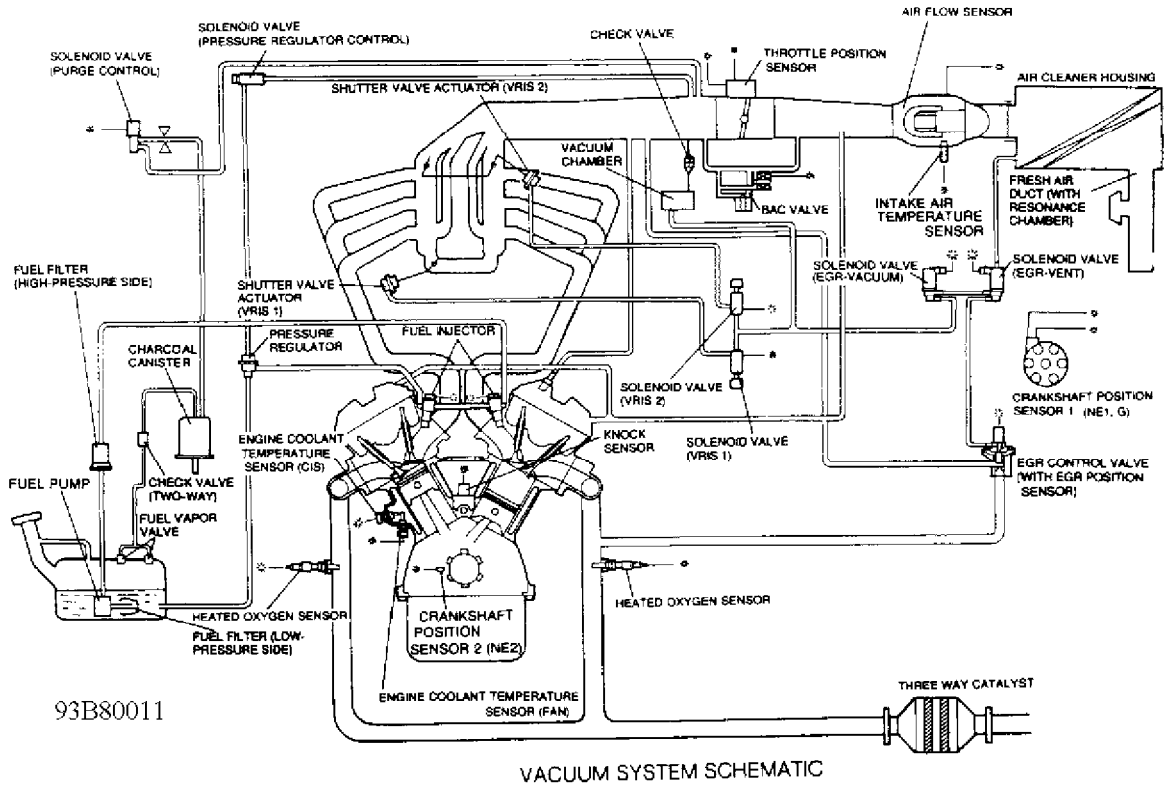 AIR FLOW SENSOR
SOLENOID VALVE
(PRESSURE REGULATOR CONTROL)
CHECK VALVE
THROTTLE POSITION
SENSOR
SOLENOID VALVE
(PURGE CONTROL)
AIR CLEANER HOUSING
SHUTTER VALVE ACTUATOR (VRIS 2)
VACUUM
CHAMBER
BAC VALVE
INTAKE AIR
TEMPERATURE
SENSOR
FRESH AIR
DUCT (WITH
RESONANCE
CHAMBER)
FUEL FILTER
(HIGH-PRESSURE SIDE)
SHUTTER VALVE
ACTUATOR
(VRIS 1)
SOLENOID VALVE
(EGR-VACUUM)
SOLENOID VALVE
(EGR-VENT)
PRESSURE
REGULATOR
FUEL INJECTOR
CHARCOAL
CANISTER
SOLENOID VALVE
(VRIS 2)
CRANKSHAFT POSITION
SENSOR 1 (NE1, G)
ENGINE COOLANT
TEMPERATURE
SENSOR (CIS)
KNOCK
SENSOR
SOLENOID VALVE
(VRIS 1)
EGR CONTROL VALVE
(WITH EGR POSITION
SENSOR)
FUEL PUMP
CHECK VALVE
(TWO-WAY)
FUEL VAPOR
VALVE
HEATED OXYGEN SENSOR
HEATED OXYGEN SENSOR
FUEL FILTER (LOW-
PRESSURE SIDE)
CRANKSHAFT
POSITION
SENSOR 2 (NE2)
ENGINE COOLANT TEMPERATURE
SENSOR (FAN)
THREE WAY CATALYST
93B80011
VACUUM SYSTEM SCHEMATIC